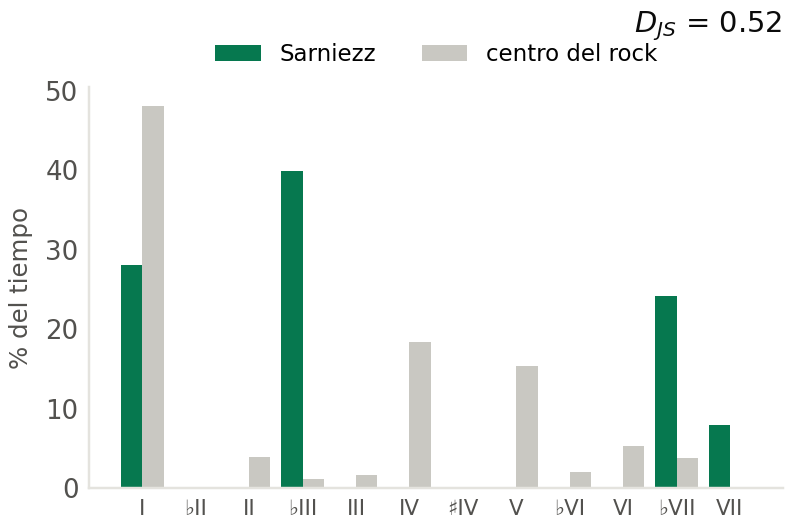 D_JS = 0.52
Sarniezz centro del rock
% del tiempo
50
40
30
20
10
0
I ♭II II ♭III III IV ♯IV V ♭VI VI ♭VII VII